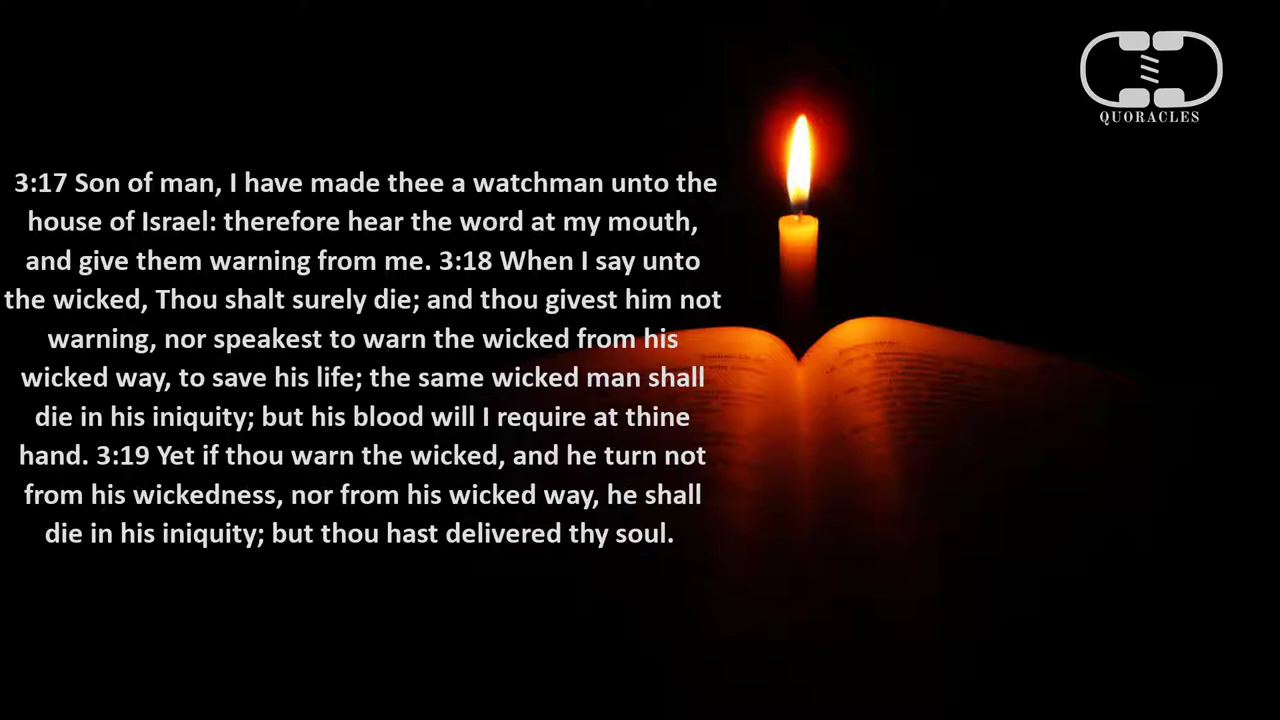 QUORACLES
3:17 Son of man, I have made thee a watchman unto the
house of Israel: therefore hear the word at my mouth,
and give them warning from me. 3:18 When I say unto
the wicked, Thou shalt surely die; and thou givest him not
warning, nor speakest to warn the wicked from his
wicked way, to save his life; the same wicked man shall
die in his iniquity; but his blood will I require at thine
hand. 3:19 Yet if thou warn the wicked, and he turn not
from his wickedness, nor from his wicked way, he shall
die in his iniquity; but thou hast delivered thy soul.